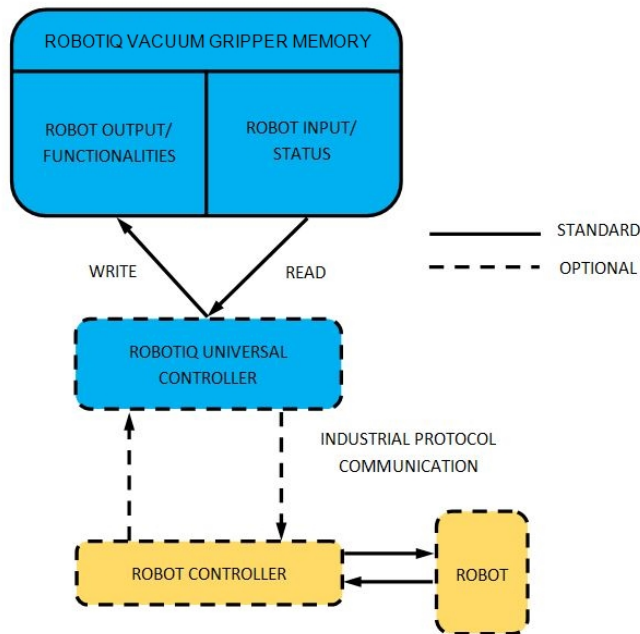 ROBOTIQ VACUUM GRIPPER MEMORY
ROBOT OUTPUT/
FUNCTIONALITIES
ROBOT INPUT/
STATUS
STANDARD
WRITE
READ
OPTIONAL
ROBOTIQ UNIVERSAL
CONTROLLER
INDUSTRIAL PROTOCOL
COMMUNICATION
ROBOT CONTROLLER
ROBOT